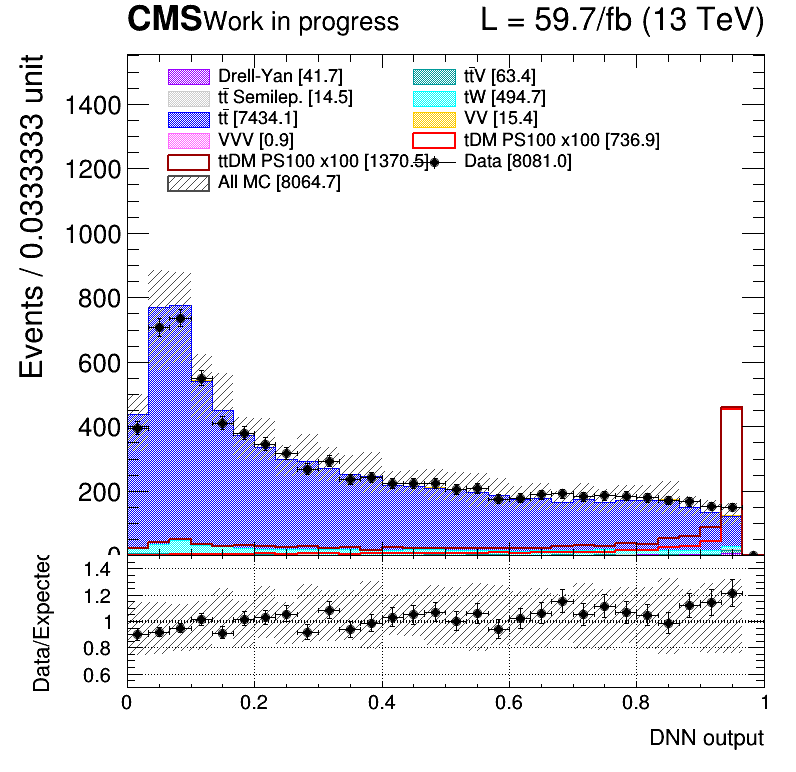 CMS Work in progress L = 59.7/fb (13 TeV)
Events / 0.0333333 unit
Drell-Yan [41.7] tt̄V [63.4]
tt̄ Semilep. [14.5] tW [494.7]
tt̄ [7434.1] VV [15.4]
VVV [0.9] tDM PS100 x100 [736.9]
ttDM PS100 x100 [1370.5] Data [8081.0]
All MC [8064.7]
1400
1200
1000
800
600
400
200
0
Data/Expected
1.4
1.2
1
0.8
0.6
0 0.2 0.4 0.6 0.8 1
DNN output